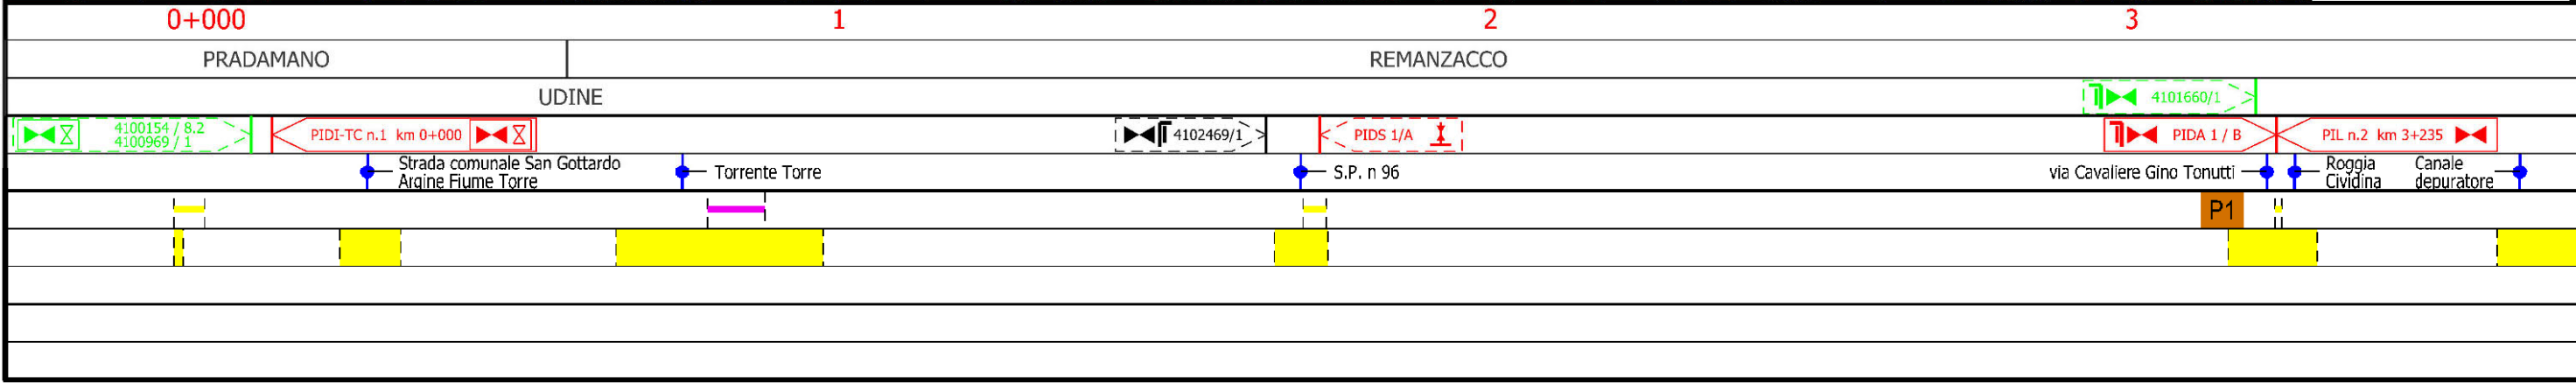 0+000 1 2 3
PRADAMANO REMANZACCO
UDINE 4101660/1
4100154 / 8.2
4100969 / 1
PIDI-TC n.1 km 0+000 4102469/1 PIDS 1/A PIDA 1 / B PIL n.2 km 3+235
Strada comunale San Gottardo
Argine Fiume Torre
Torrente Torre
S.P. n 96
via Cavaliere Gino Tonutti
Roggia
Cividina
Canale
depuratore
P1